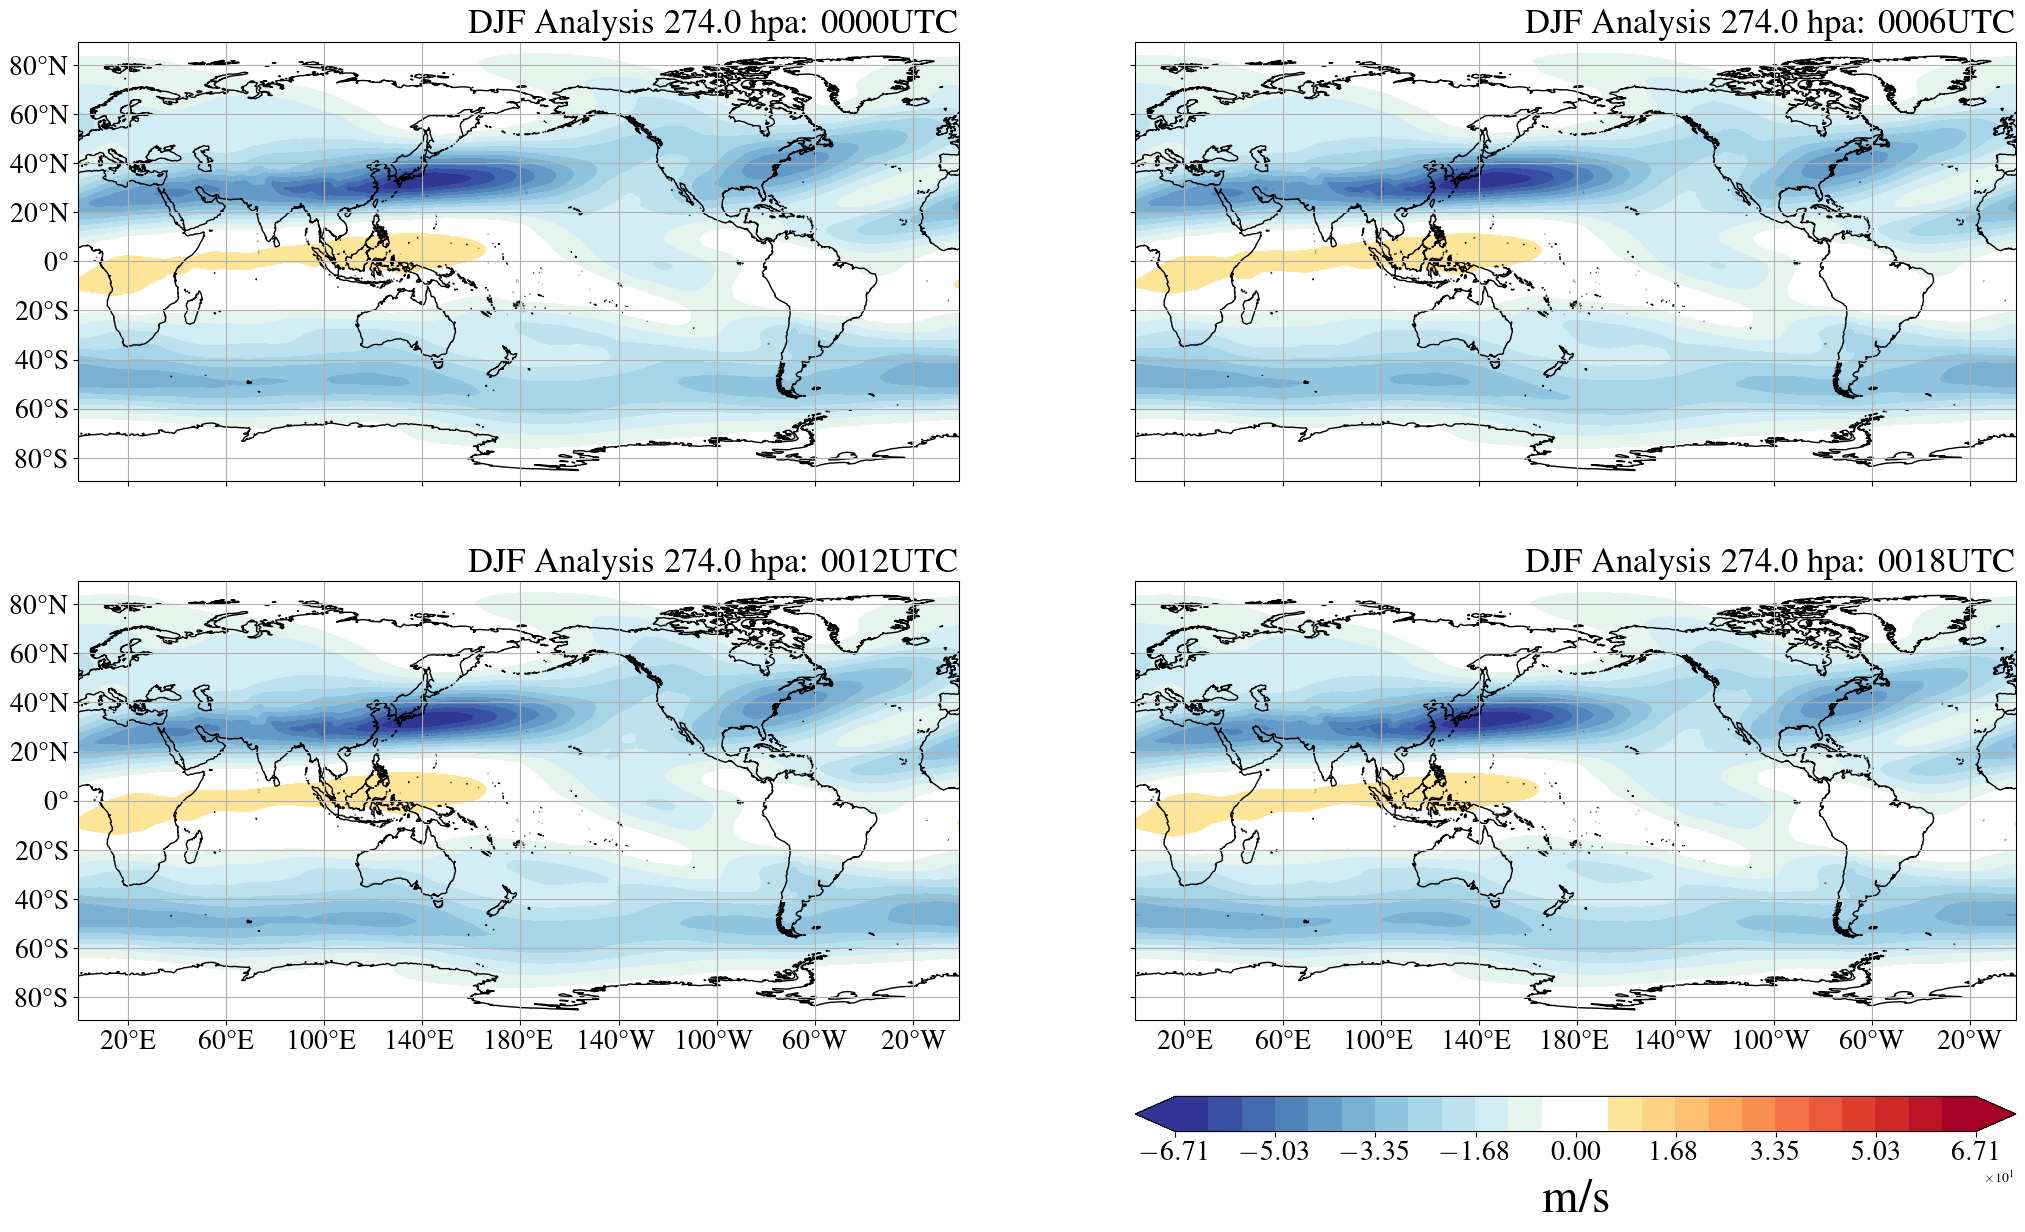 DJF Analysis 274.0 hpa: 0000UTC
DJF Analysis 274.0 hpa: 0006UTC
80°N
60°N
40°N
20°N
0°
20°S
40°S
60°S
80°S
DJF Analysis 274.0 hpa: 0012UTC
DJF Analysis 274.0 hpa: 0018UTC
80°N
60°N
40°N
20°N
0°
20°S
40°S
60°S
80°S
20°E 60°E 100°E 140°E 180°E 140°W 100°W 60°W 20°W
20°E 60°E 100°E 140°E 180°E 140°W 100°W 60°W 20°W
−6.71 −5.03 −3.35 −1.68 0.00 1.68 3.35 5.03 6.71
×10¹
m/s